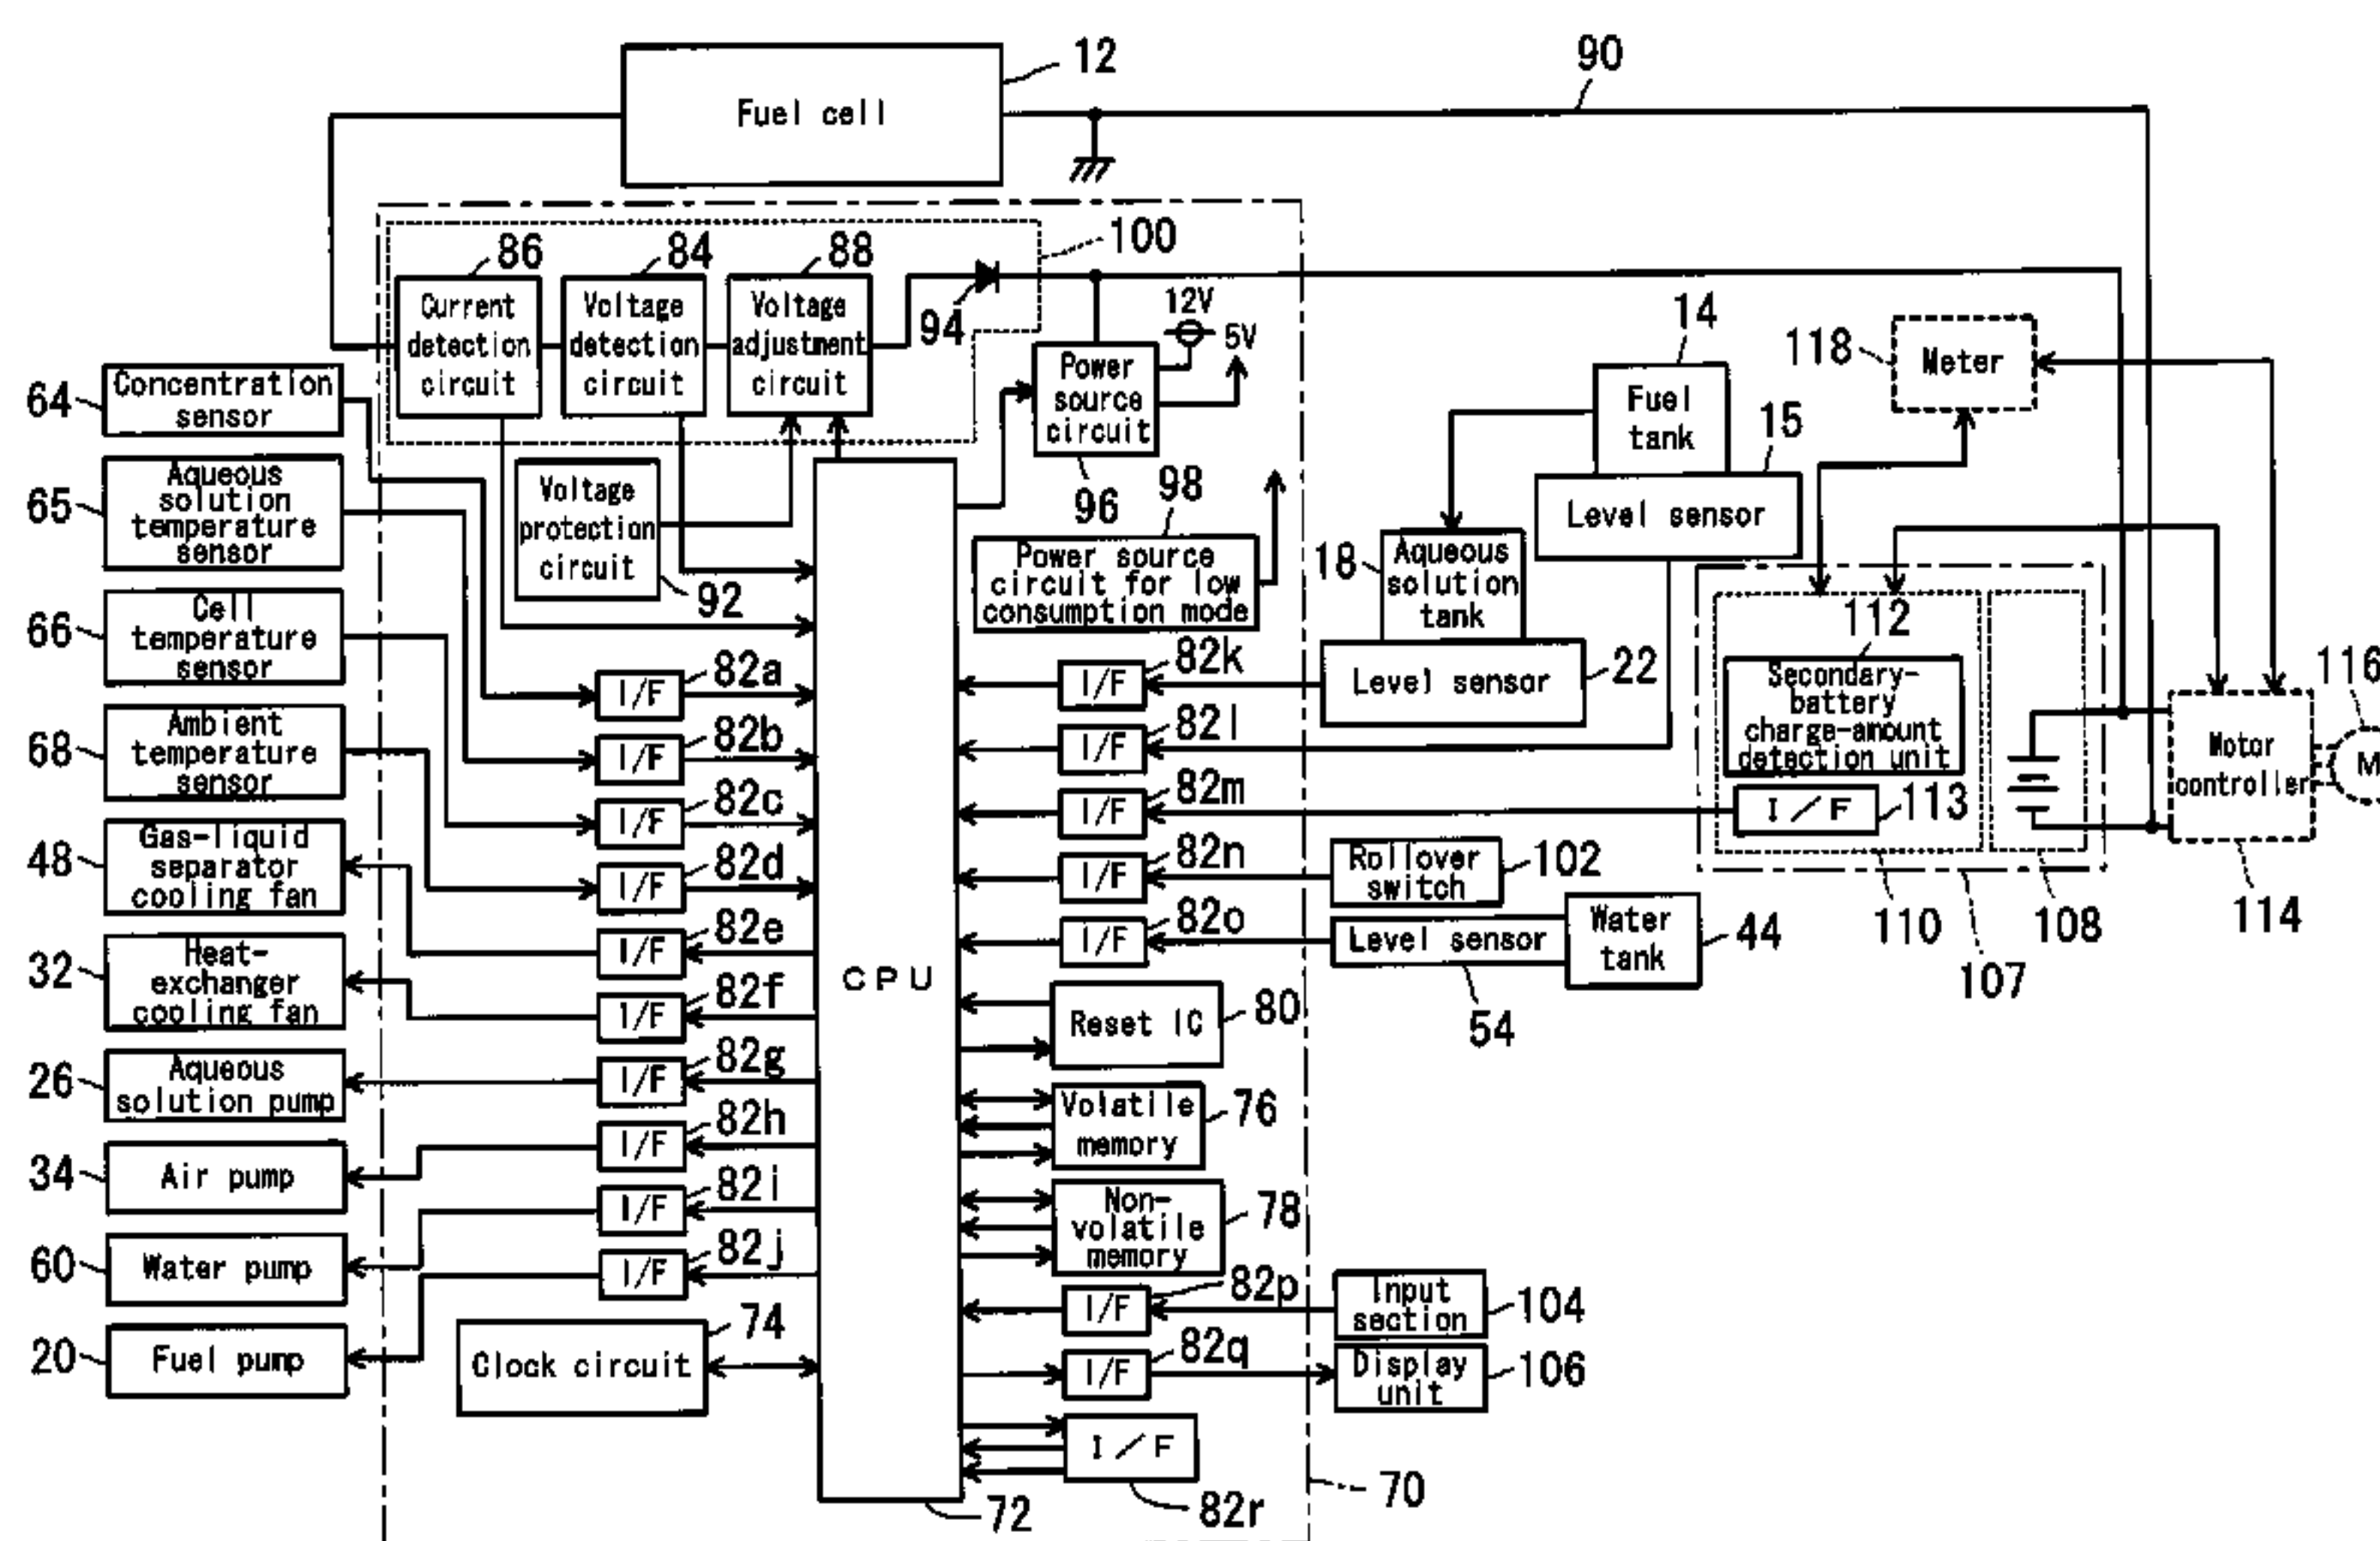 12
90
Fuel cell
86
84
88
100
Current
detection
circuit
Voltage
detection
circuit
Voltage
adjustment
circuit
94
12V
5V
Power
source
circuit
96
14
Fuel
tank
15
Level sensor
118
Meter
64
Concentration
sensor
65
Aqueous
solution
temperature
sensor
66
Cell
temperature
sensor
68
Ambient
temperature
sensor
48
Gas-liquid
separator
cooling fan
32
Heat-
exchanger
cooling fan
26
Aqueous
solution pump
34
Air pump
60
Water pump
20
Fuel pump
Voltage
protection
circuit
92
98
Power source
circuit for low
consumption mode
18
Aqueous
solution
tank
Level sensor
22
I/F
82a
I/F
82b
I/F
82c
I/F
82d
I/F
82e
I/F
82f
I/F
82g
I/F
82h
I/F
82i
I/F
82j
Clock circuit
74
CPU
72
I/F
82k
I/F
82l
I/F
82m
I/F
82n
I/F
82o
Rollover
switch
102
Level sensor
54
Water
tank
44
Reset IC
80
Volatile
memory
76
Non-
volatile
memory
78
I/F
82p
Input
section
104
I/F
82q
Display
unit
106
I/F
82r
70
112
Secondary-
battery
charge-amount
detection unit
I/F
113
110
108
107
Motor
controller
114
116
M